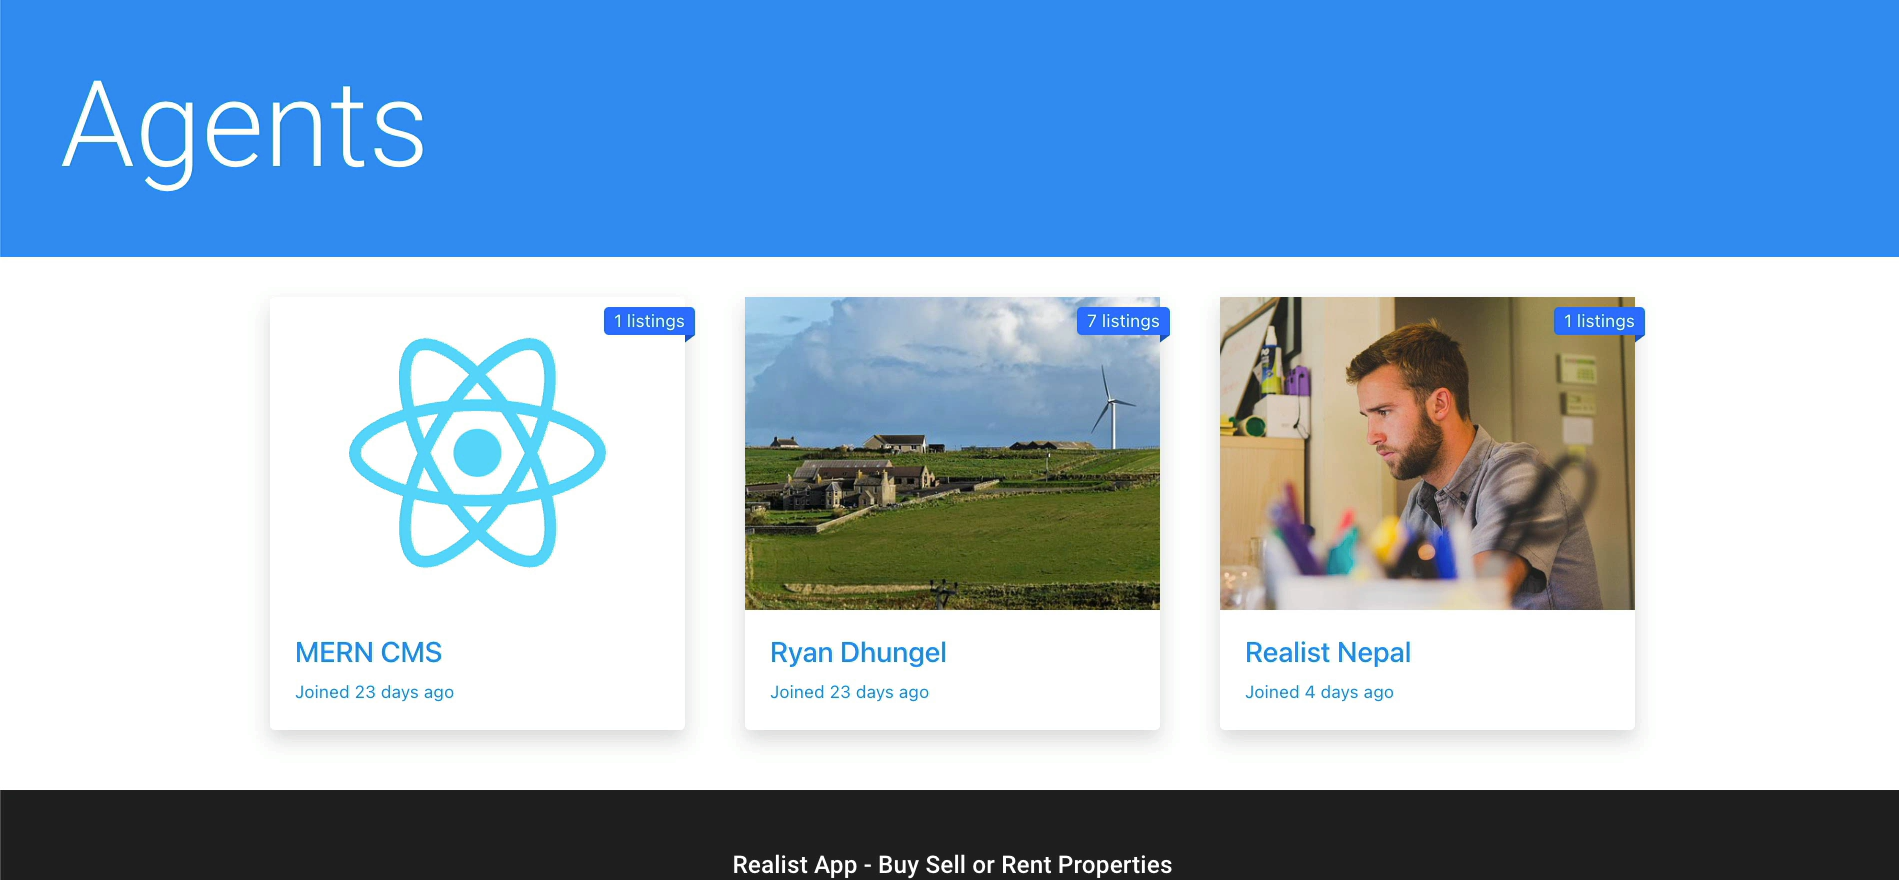 Agents
1 listings
MERN CMS
Joined 23 days ago
7 listings
Ryan Dhungel
Joined 23 days ago
1 listings
Realist Nepal
Joined 4 days ago
Realist App - Buy Sell or Rent Properties